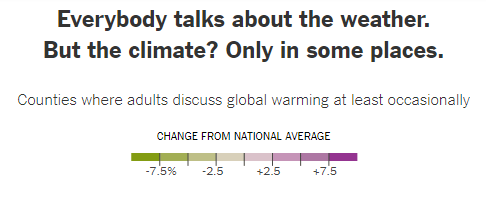 Everybody talks about the weather.
But the climate? Only in some places.
Counties where adults discuss global warming at least occasionally
CHANGE FROM NATIONAL AVERAGE
-7.5% -2.5 +2.5 +7.5